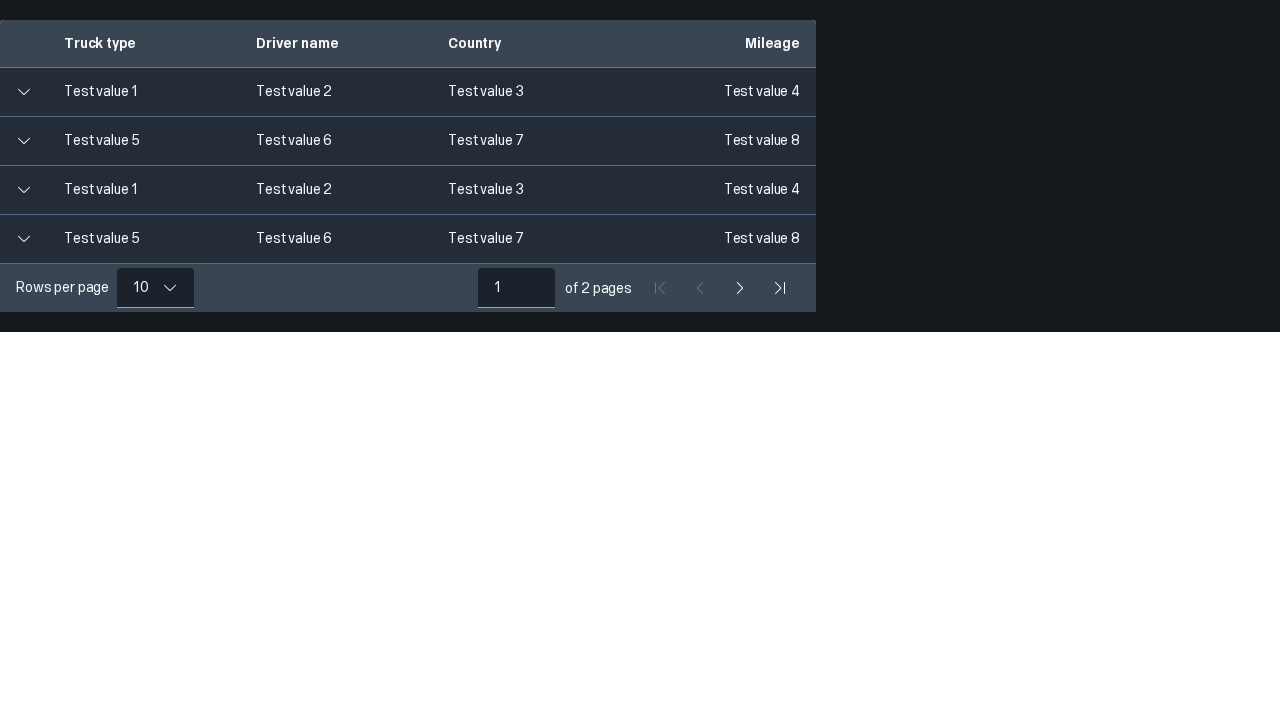 Truck type Driver name Country Mileage
Test value 1 Test value 2 Test value 3 Test value 4
Test value 5 Test value 6 Test value 7 Test value 8
Test value 1 Test value 2 Test value 3 Test value 4
Test value 5 Test value 6 Test value 7 Test value 8
Rows per page 10 1 of 2 pages